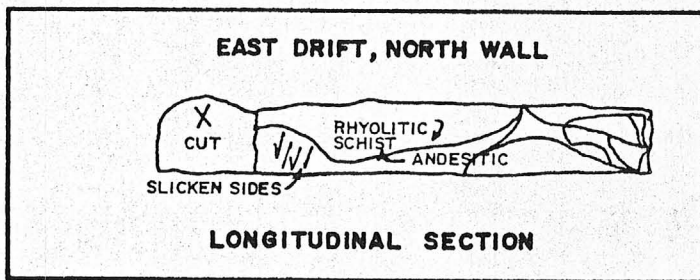 EAST DRIFT, NORTH WALL
X
CUT
RHYOLITIC
SCHIST
ANDESITIC
SLICKEN SIDES
LONGITUDINAL SECTION